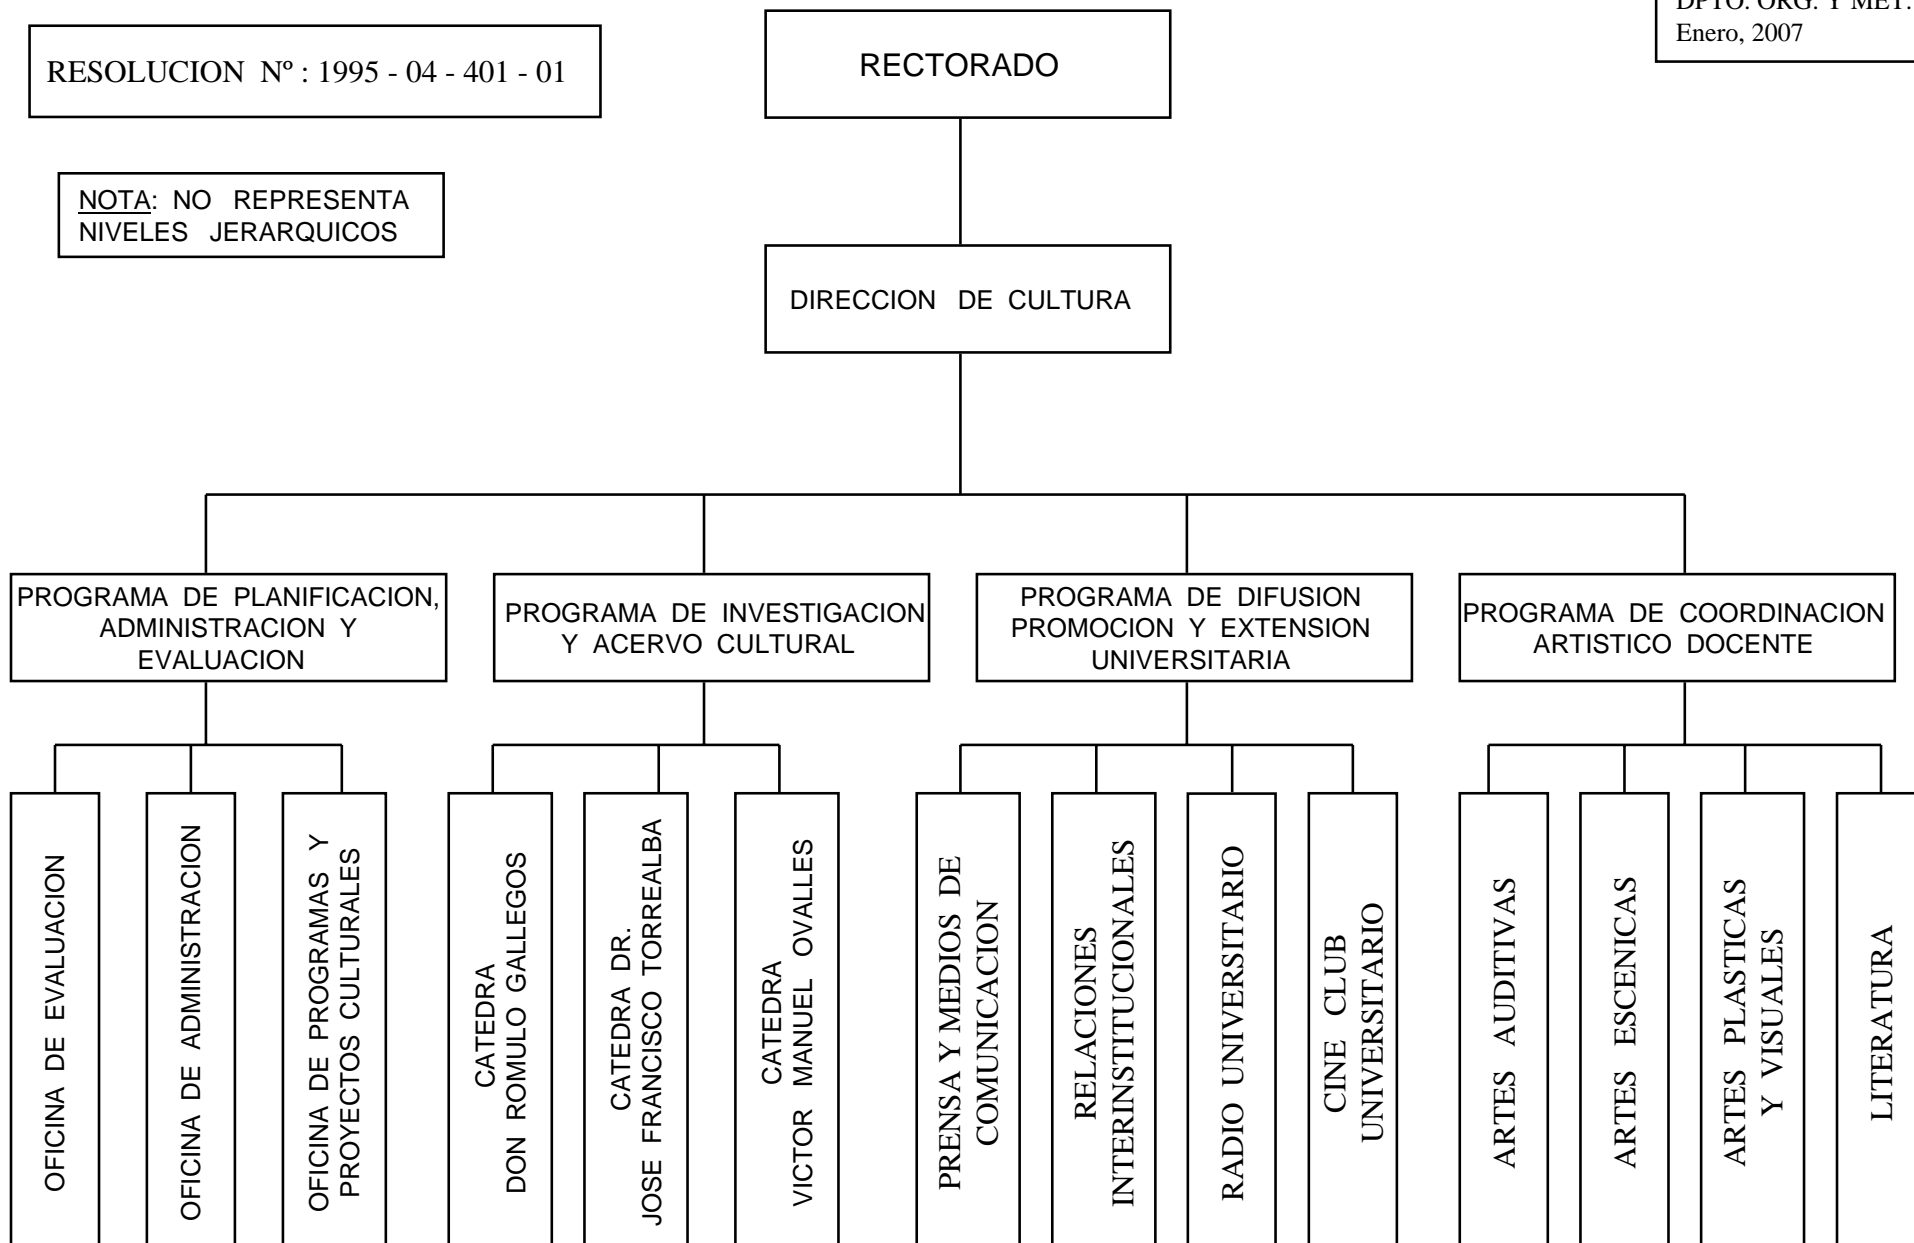 DPTO. ORG. Y MET.
Enero, 2007
RESOLUCION Nº : 1995 - 04 - 401 - 01
RECTORADO
NOTA: NO REPRESENTA
NIVELES JERARQUICOS
DIRECCION DE CULTURA
PROGRAMA DE PLANIFICACION,
ADMINISTRACION Y
EVALUACION
PROGRAMA DE INVESTIGACION
Y ACERVO CULTURAL
PROGRAMA DE DIFUSION
PROMOCION Y EXTENSION
UNIVERSITARIA
PROGRAMA DE COORDINACION
ARTISTICO DOCENTE
OFICINA DE EVALUACION
OFICINA DE ADMINISTRACION
OFICINA DE PROGRAMAS Y
PROYECTOS CULTURALES
CATEDRA
DON ROMULO GALLEGOS
CATEDRA DR.
JOSE FRANCISCO TORREALBA
CATEDRA
VICTOR MANUEL OVALLES
PRENSA Y MEDIOS DE
COMUNICACION
RELACIONES
INTERINSTITUCIONALES
RADIO UNIVERSITARIO
CINE CLUB
UNIVERSITARIO
ARTES AUDITIVAS
ARTES ESCENICAS
ARTES PLASTICAS
Y VISUALES
LITERATURA